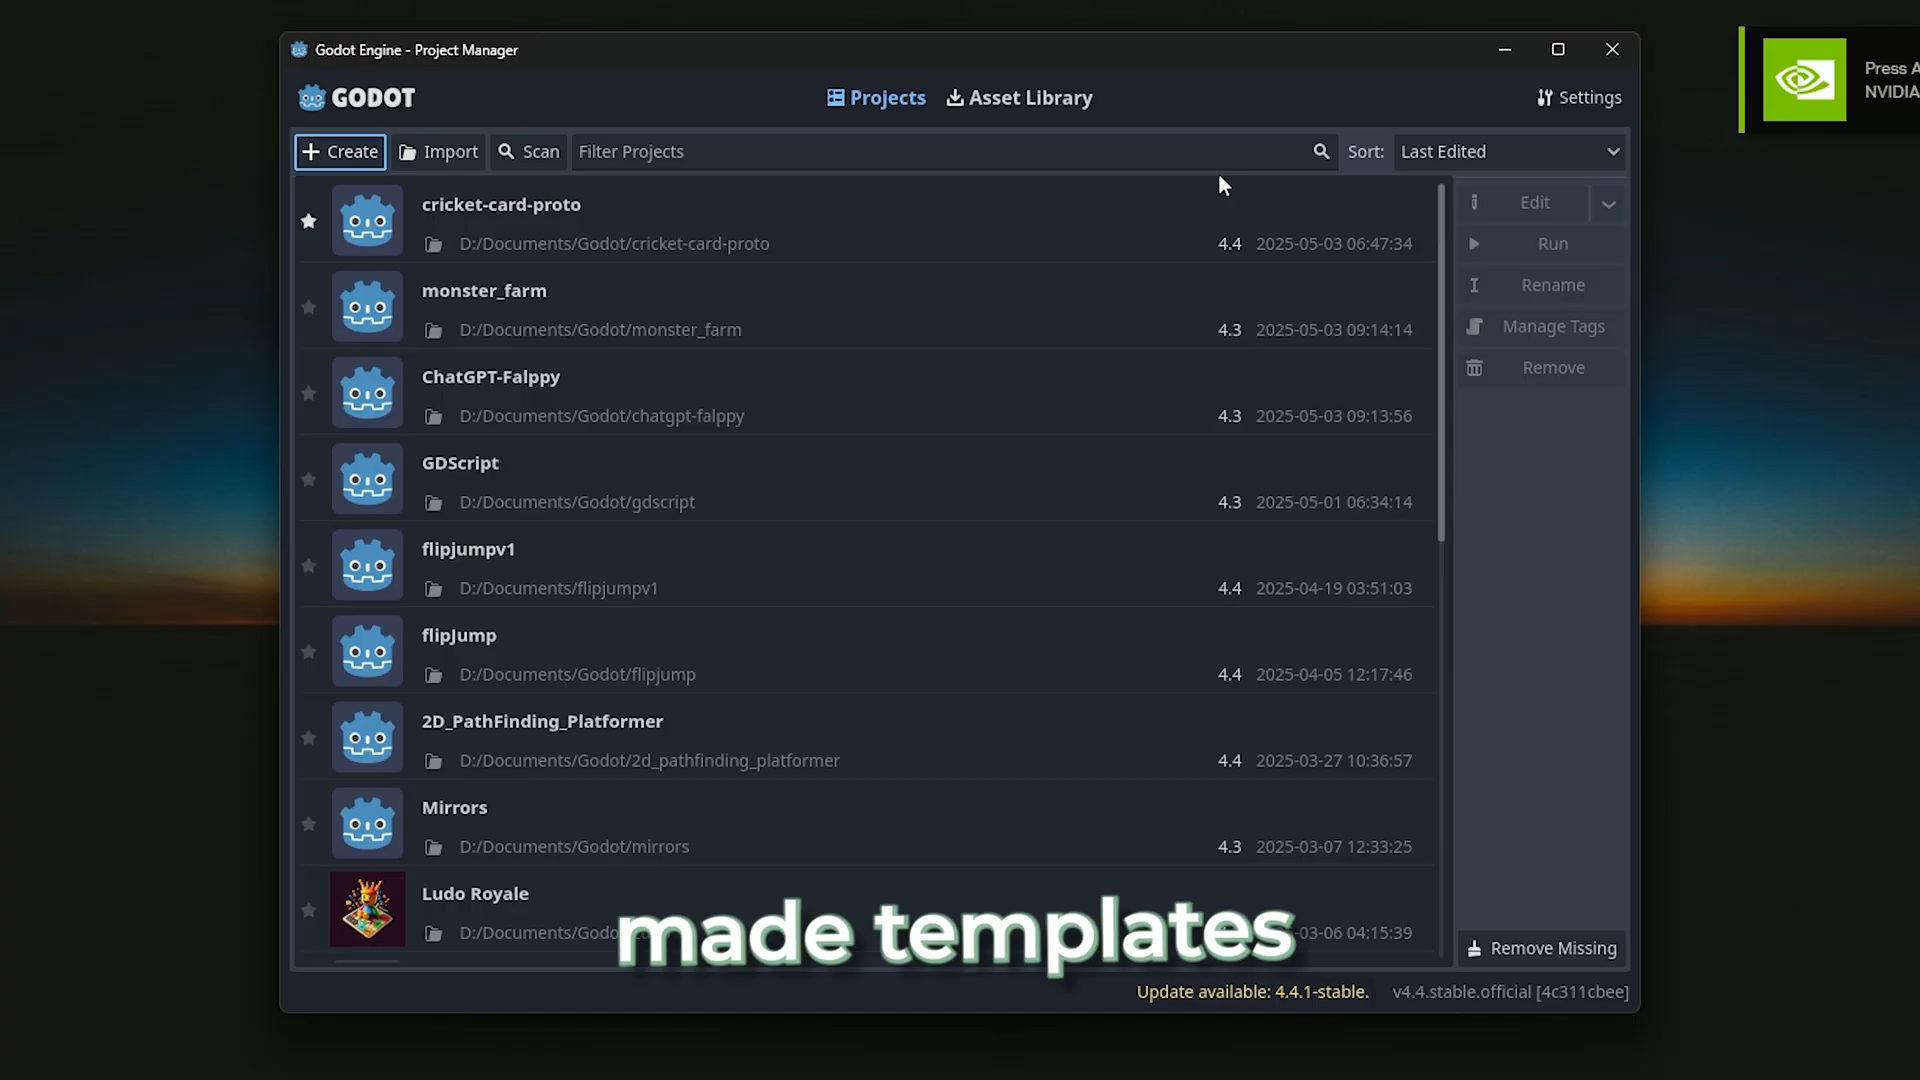 Godot Engine - Project Manager
GODOT
Projects
Asset Library
Settings
Press A
NVIDIA
Create
Import
Scan
Filter Projects
Sort:
Last Edited
cricket-card-proto
D:/Documents/Godot/cricket-card-proto
4.4 2025-05-03 06:47:34
monster_farm
D:/Documents/Godot/monster_farm
4.3 2025-05-03 09:14:14
ChatGPT-Falppy
D:/Documents/Godot/chatgpt-falppy
4.3 2025-05-03 09:13:56
GDScript
D:/Documents/Godot/gdscript
4.3 2025-05-01 06:34:14
flipjumpv1
D:/Documents/flipjumpv1
4.4 2025-04-19 03:51:03
flipJump
D:/Documents/Godot/flipjump
4.4 2025-04-05 12:17:46
2D_PathFinding_Platformer
D:/Documents/Godot/2d_pathfinding_platformer
4.4 2025-03-27 10:36:57
Mirrors
D:/Documents/Godot/mirrors
4.3 2025-03-07 12:33:25
Ludo Royale
D:/Documents/Godo
-03-06 04:15:39
Edit
Run
Rename
Manage Tags
Remove
Remove Missing
made templates
Update available: 4.4.1-stable.
v4.4.stable.official [4c311cbee]